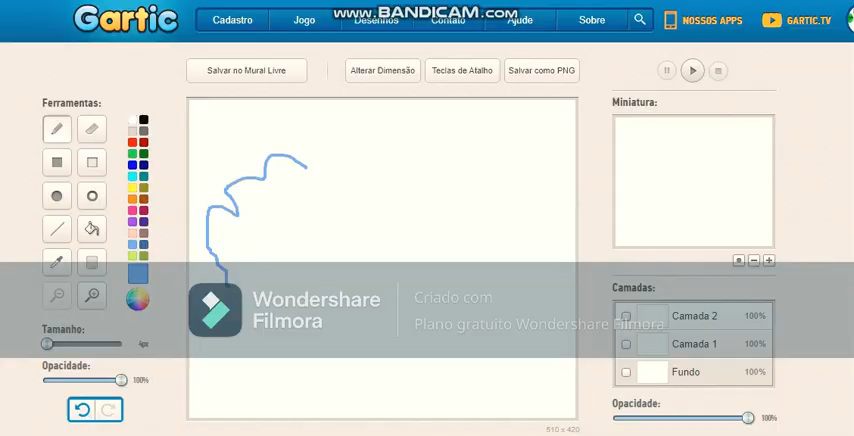 Gartic
Cadastro
Jogo
Desenhos
Contato
Ajude
Sobre
www.BANDICAM.com
NOSSOS APPS
GARTIC.TV
Salvar no Mural Livre
Alterar Dimensão
Teclas de Atalho
Salvar como PNG
Ferramentas:
Miniatura:
Wondershare
Filmora
Criado com
Plano gratuito Wondershare Filmora
Camadas:
Camada 2 100%
Camada 1 100%
Fundo 100%
Tamanho:
4px
Opacidade:
100%
Opacidade:
100%
510 x 420